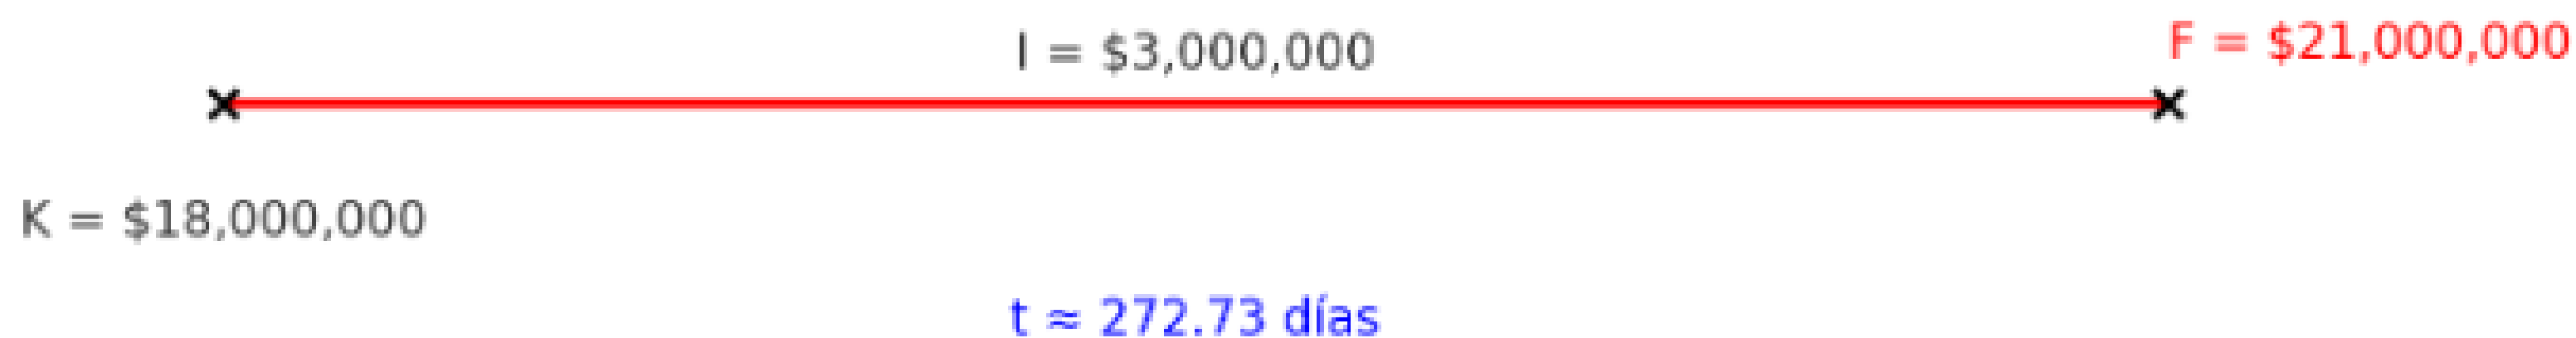 I = $3,000,000
F = $21,000,000
K = $18,000,000
t ≈ 272.73 días